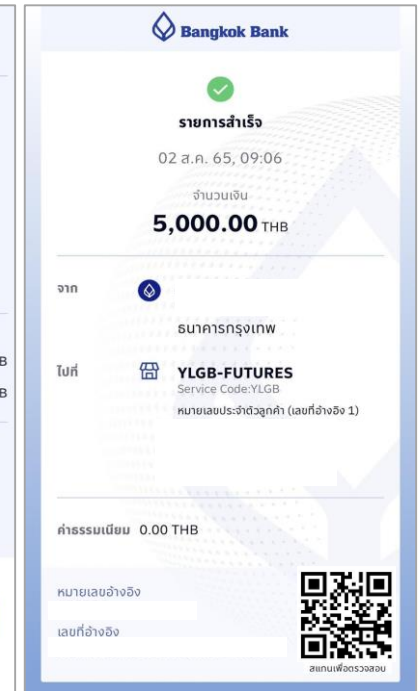 Bangkok Bank
รายการสำเร็จ
02 ส.ค. 65, 09:06
จำนวนเงิน
5,000.00 THB
จาก
ธนาคารกรุงเทพ
ไปที่ YLGB-FUTURES
Service Code:YLGB
หมายเลขประจำตัวลูกค้า (เลขที่อ้างอิง 1)
B
B
ค่าธรรมเนียม 0.00 THB
หมายเลขอ้างอิง
เลขที่อ้างอิง
สแกนเพื่อตรวจสอบ